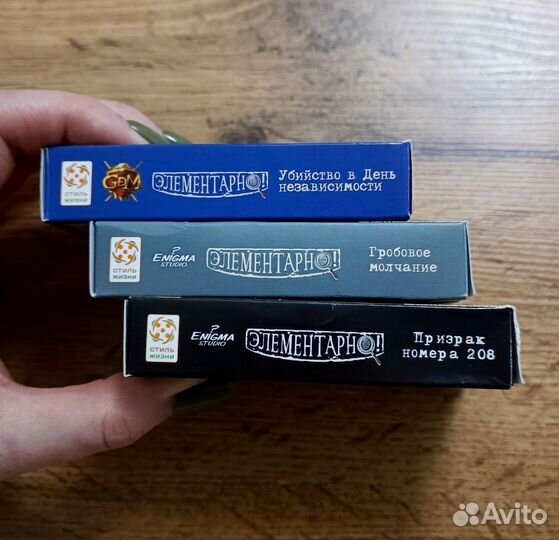 СТИЛЬ
ЖИЗНИ
GDM
ЭЛЕМЕНТАРНО!
Убийство в День
независимости
СТИЛЬ
ЖИЗНИ
ENIGMA
STUDIO
ЭЛЕМЕНТАРНО!
Гробовое
молчание
СТИЛЬ
ЖИЗНИ
ENIGMA
STUDIO
ЭЛЕМЕНТАРНО!
Призрак
номера 208
Avito